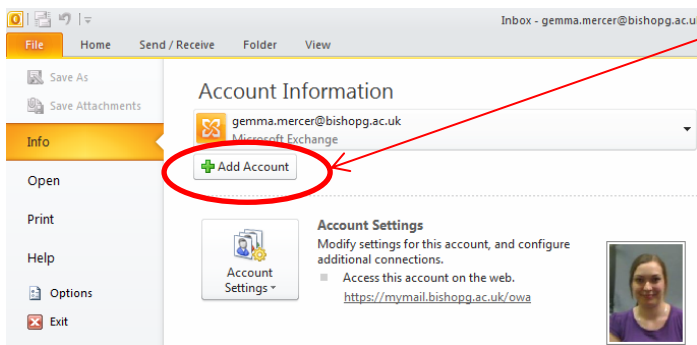 Inbox - gemma.mercer@bishopg.ac.u
File Home Send / Receive Folder View
Save As
Save Attachments
Info
Open
Print
Help
Options
Exit
Account Information
gemma.mercer@bishopg.ac.uk
Microsoft Exchange
Add Account
Account Settings
Account Settings
Modify settings for this account, and configure
additional connections.
Access this account on the web.
https://mymail.bishopg.ac.uk/owa